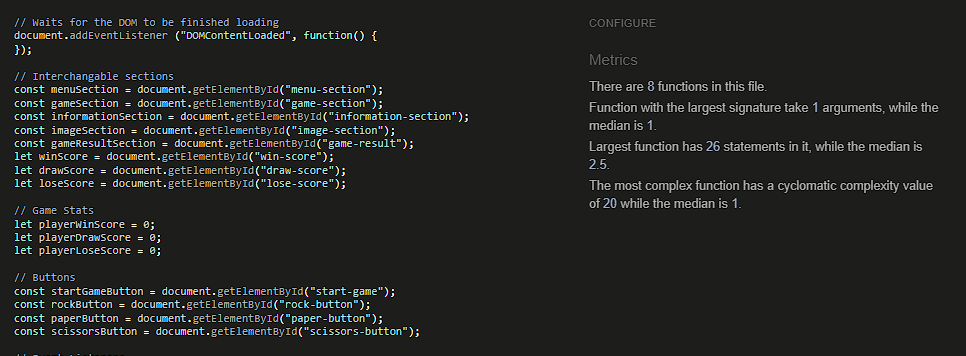 // Waits for the DOM to be finished loading
document.addEventListener ("DOMContentLoaded", function() {
});
// Interchangable sections
const menuSection = document.getElementById("menu-section");
const gameSection = document.getElementById("game-section");
const informationSection = document.getElementById("information-section");
const imageSection = document.getElementById("image-section");
const gameResultSection = document.getElementById("game-result");
let winScore = document.getElementById("win-score");
let drawScore = document.getElementById("draw-score");
let loseScore = document.getElementById("lose-score");
// Game Stats
let playerWinScore = 0;
let playerDrawScore = 0;
let playerLoseScore = 0;
// Buttons
const startGameButton = document.getElementById("start-game");
const rockButton = document.getElementById("rock-button");
const paperButton = document.getElementById("paper-button");
const scissorsButton = document.getElementById("scissors-button");
CONFIGURE
Metrics
There are 8 functions in this file.
Function with the largest signature take 1 arguments, while the
median is 1.
Largest function has 26 statements in it, while the median is
2.5.
The most complex function has a cyclomatic complexity value
of 20 while the median is 1.